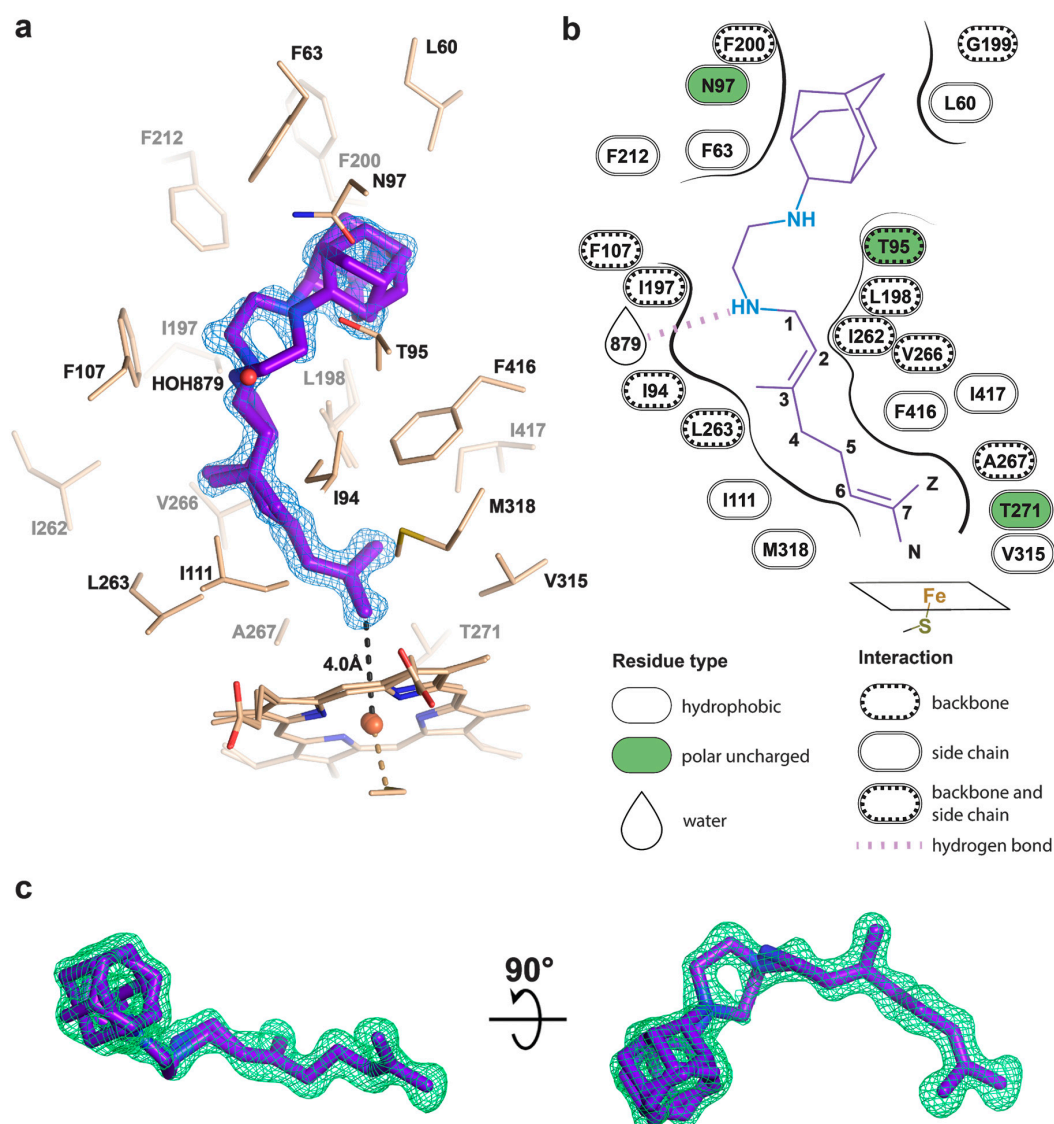 a
F63
L60
F212
F200
N97
I197
T95
F107
HOH879
L198
F416
I417
I94
V266
M318
I262
L263
I111
V315
A267
T271
4.0Å
b
F200
G199
N97
L60
F212
F63
NH
F107
T95
I197
L198
HN
879
1
I262
2
V266
I94
3
F416
I417
L263
4
5
A267
6
Z
I111
7
T271
M318
N
V315
Fe
S
Residue type
hydrophobic
polar uncharged
water
Interaction
backbone
side chain
backbone and
side chain
hydrogen bond
c
90°